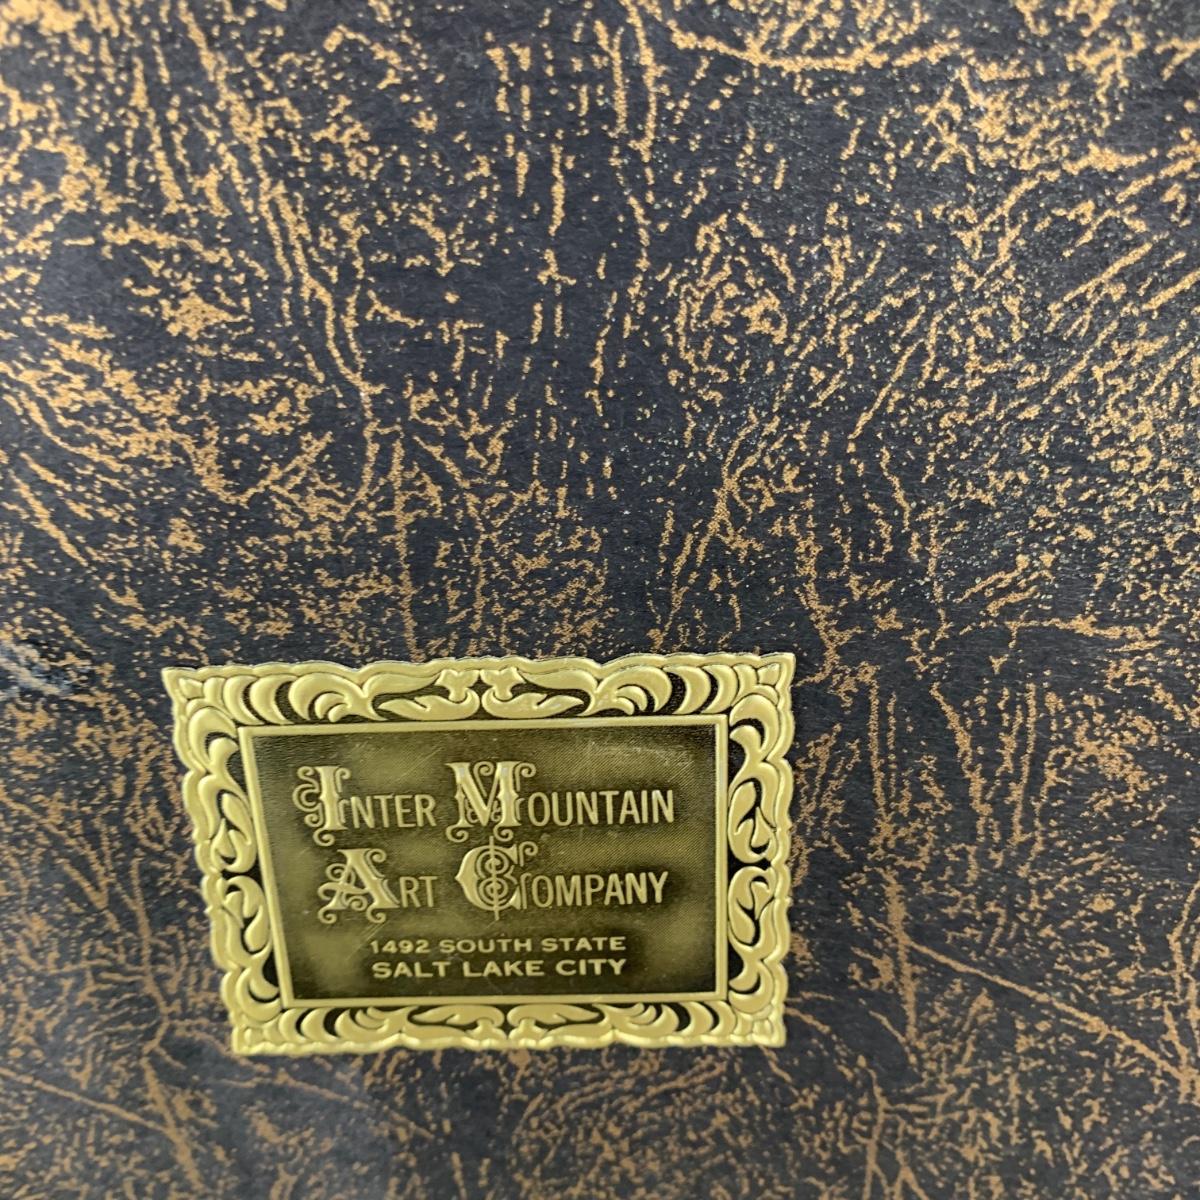 INTER MOUNTAIN
ART COMPANY
1492 SOUTH STATE
SALT LAKE CITY